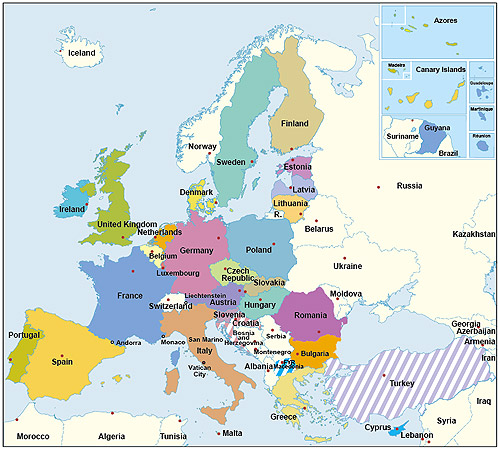 Azores
Iceland
Madeira
Canary Islands
Guadeloupe
Martinique
Guyana
Suriname
Réunion
Brazil
Finland
Norway
Sweden
Estonia
Russia
Latvia
Denmark
Lithuania
Ireland
R.
United Kingdom
Belarus
Netherlands
Kazakhstan
Germany
Poland
Belgium
Ukraine
Luxembourg
Czech
Republic
Slovakia
France
Liechtenstein
Austria
Moldova
Switzerland
Hungary
Slovenia
Romania
Croatia
Georgia
Azerbaijan
Portugal
Andorra
Monaco
San Marino
Bosnia
and
Herzegovina
Serbia
Armenia
Spain
Italy
Montenegro
Bulgaria
Iran
Vatican
City
Albania
FYR
Macedonia
Turkey
Iraq
Greece
Cyprus
Syria
Morocco
Algeria
Tunisia
Malta
Lebanon